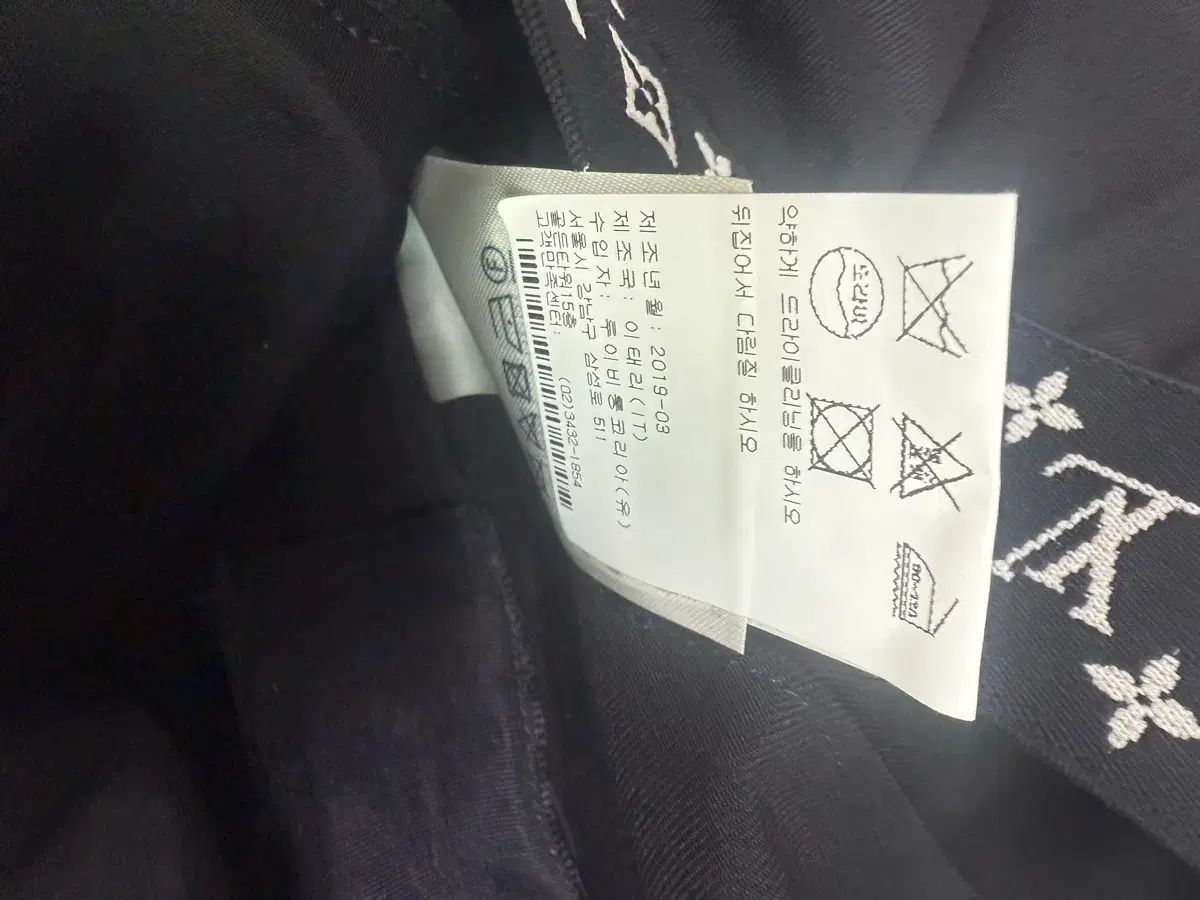 약하게 드라이클리닝을 하시오
뒤집어서 다림질 하시오
제 조 년 월 : 2019-03
제 조 국 : 이태리(IT)
수 입 자 : 루이비통코리아(유)
서울시 강남구 삼성로 511
골든타워15층
고객만족센터:
(02)3432-1854
LV